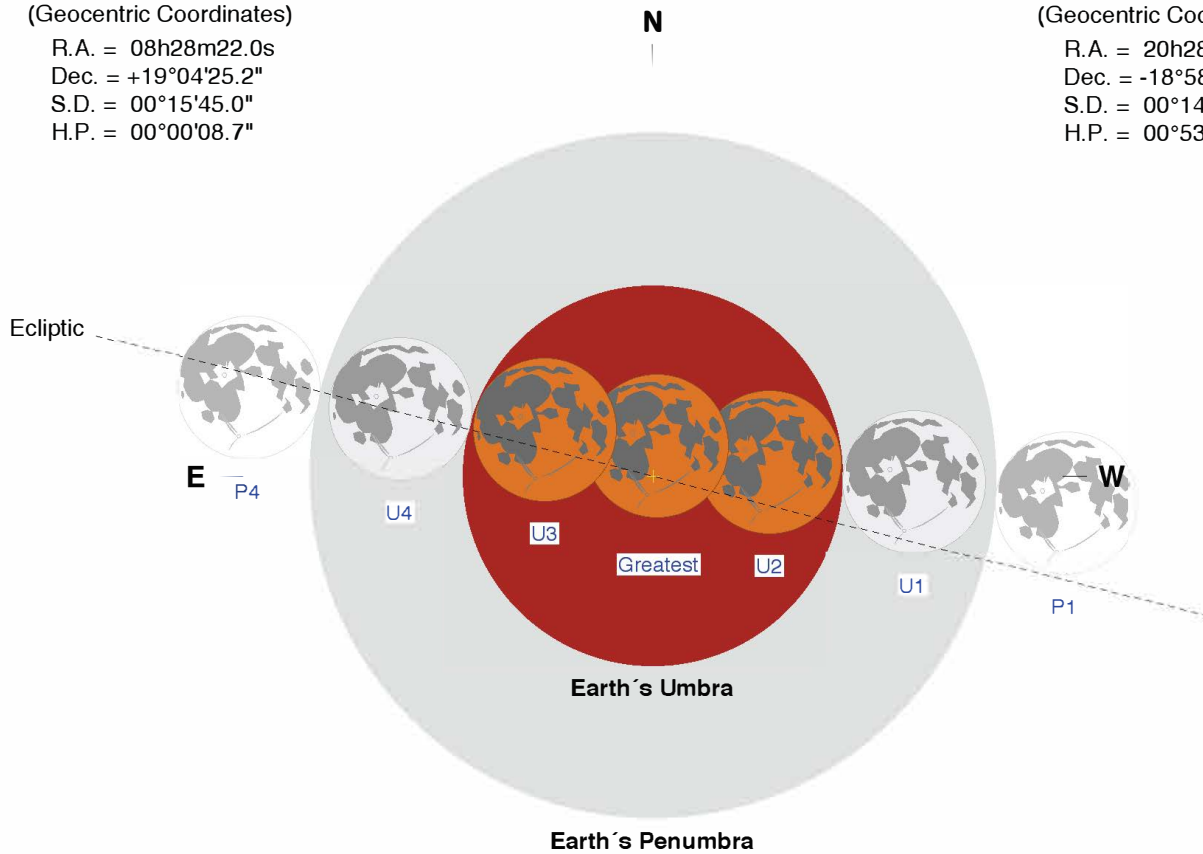 (Geocentric Coordinates)
R.A. = 08h28m22.0s
Dec. = +19°04'25.2"
S.D. = 00°15'45.0"
H.P. = 00°00'08.7"
N
(Geocentric Coo
R.A. = 20h28
Dec. = -18°58
S.D. = 00°14
H.P. = 00°53
Ecliptic
E
P4
U4
U3
Greatest
U2
U1
P1
W
Earth´s Umbra
Earth´s Penumbra